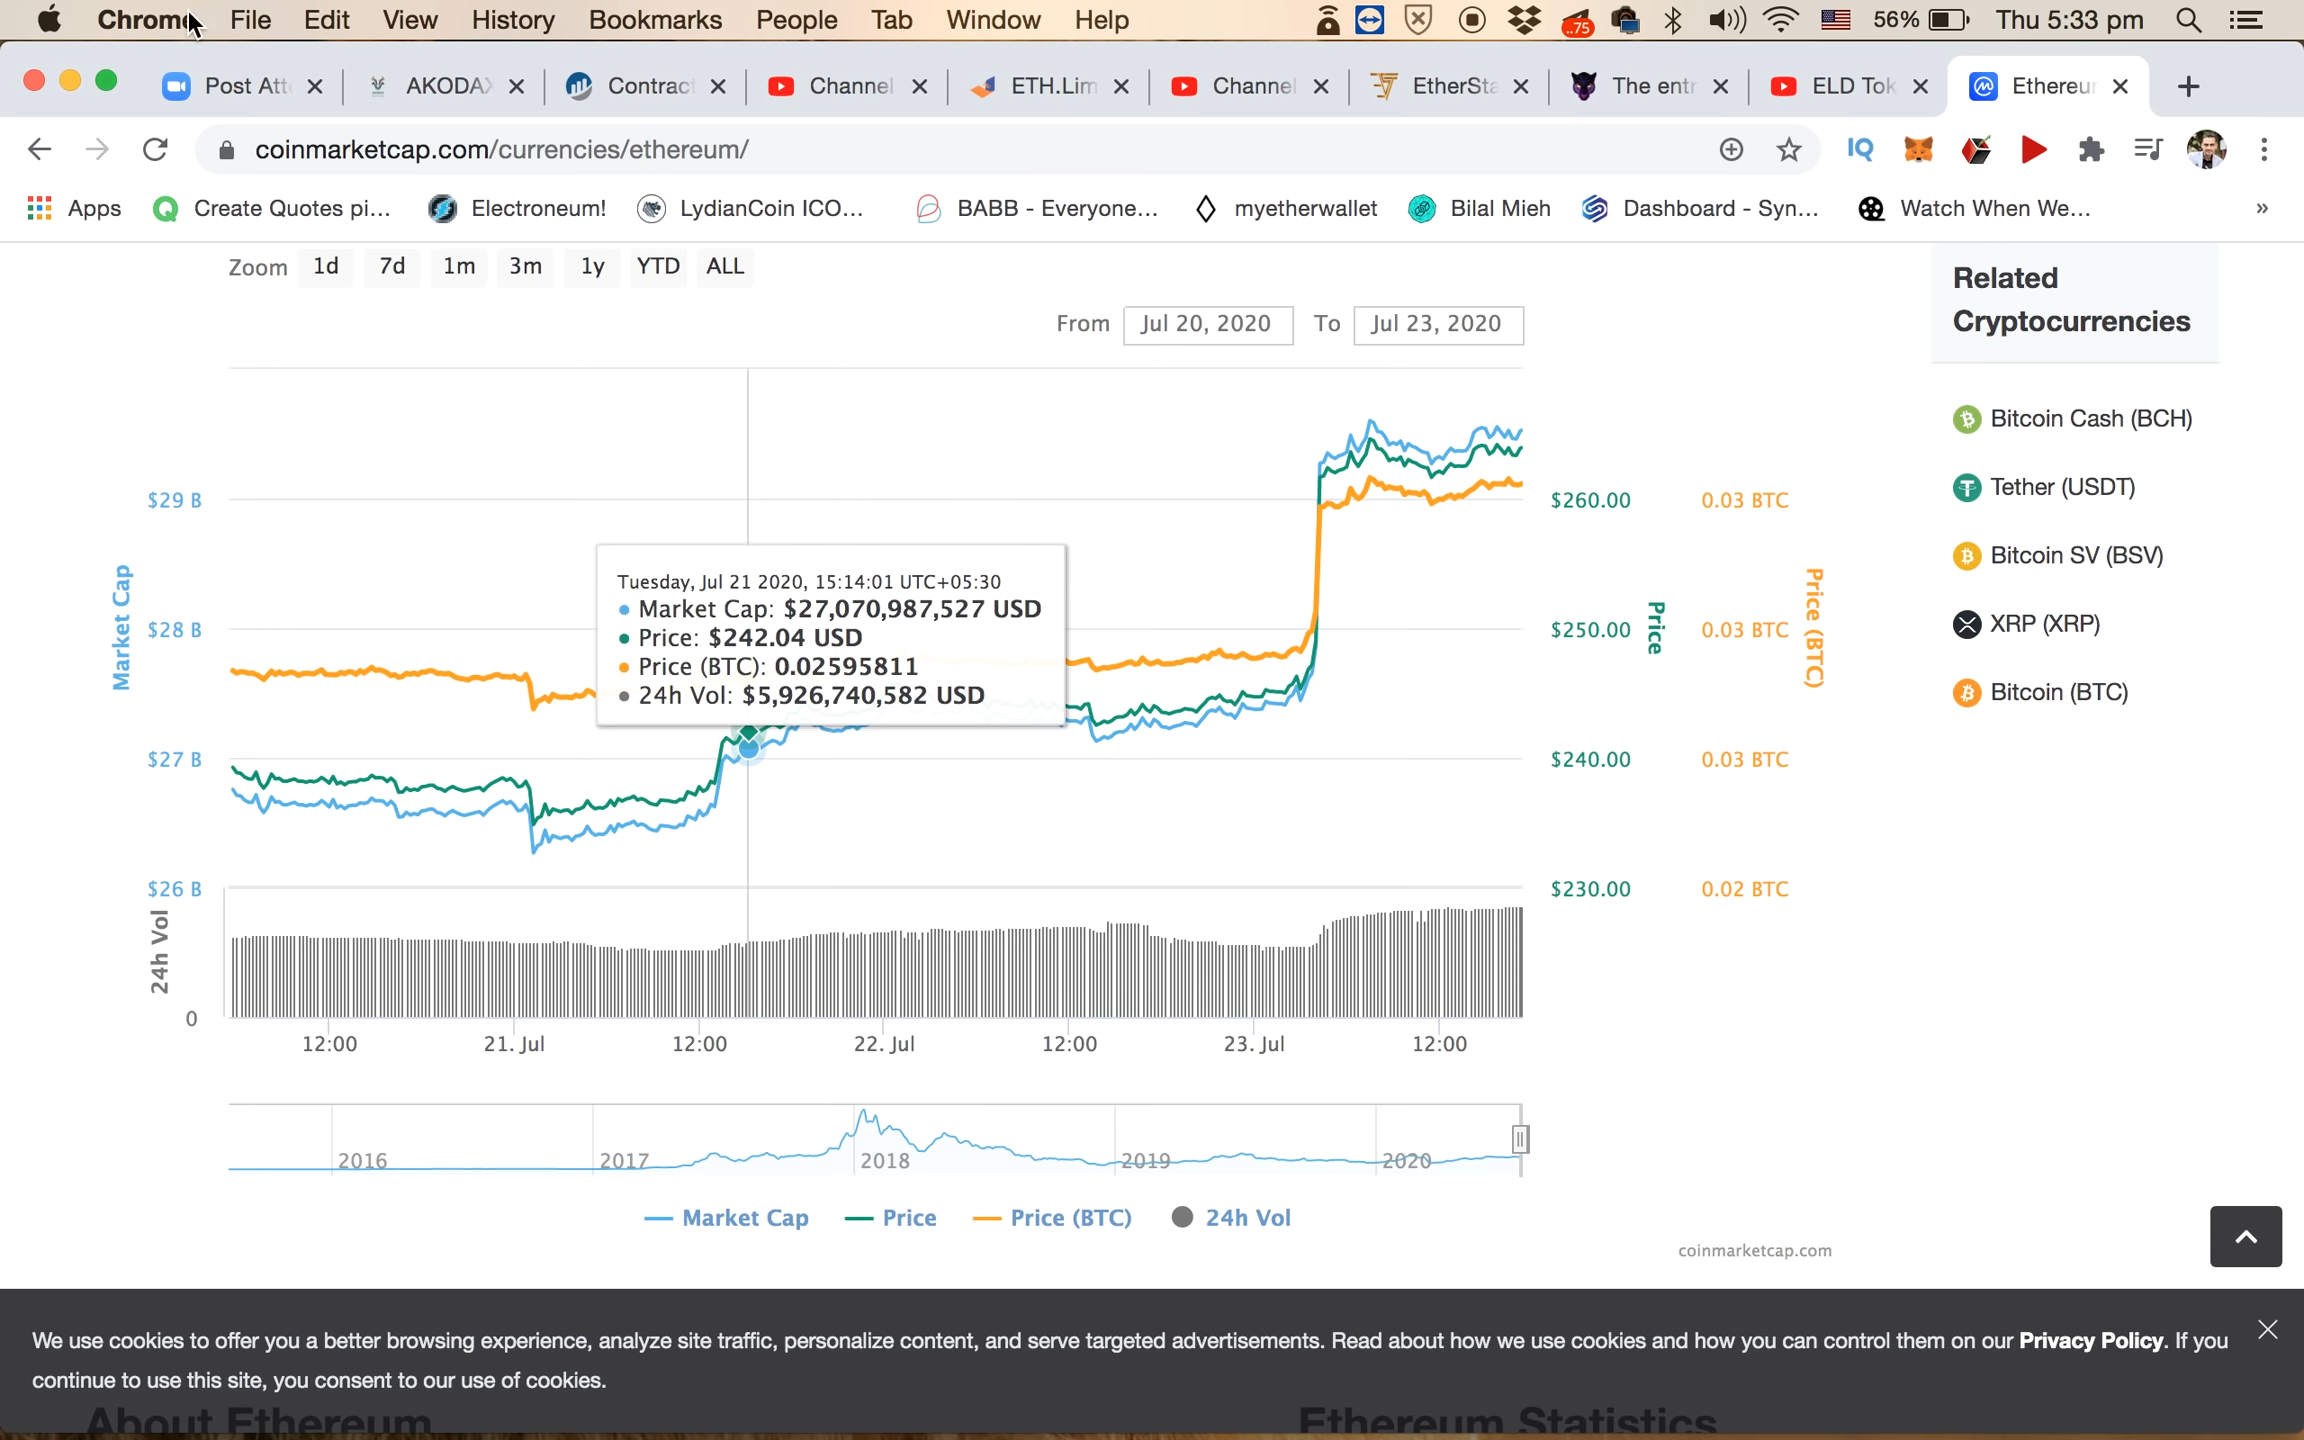 Chrome File Edit View History Bookmarks People Tab Window Help ..75 56% Thu 5:33 pm
Post Att AKODA Contrac Channel ETH.Lim Channel EtherSta The ent ELD Tok Ethereu
coinmarketcap.com/currencies/ethereum/ IQ
Apps Create Quotes pi... Electroneum! LydianCoin ICO... BABB - Everyone... myetherwallet Bilal Mieh Dashboard - Syn... Watch When We... »
Zoom 1d 7d 1m 3m 1y YTD ALL
From Jul 20, 2020 To Jul 23, 2020
Related
Cryptocurrencies
Bitcoin Cash (BCH)
Tether (USDT)
Bitcoin SV (BSV)
XRP (XRP)
Bitcoin (BTC)
Market Cap
$29 B
$28 B
$27 B
$26 B
Tuesday, Jul 21 2020, 15:14:01 UTC+05:30
Market Cap: $27,070,987,527 USD
Price: $242.04 USD
Price (BTC): 0.02595811
24h Vol: $5,926,740,582 USD
$260.00
$250.00
$240.00
$230.00
Price
0.03 BTC
0.03 BTC
0.03 BTC
0.02 BTC
Price (BTC)
24h Vol
0
12:00 21. Jul 12:00 22. Jul 12:00 23. Jul 12:00
2016 2017 2018 2019 2020
Market Cap Price Price (BTC) 24h Vol
coinmarketcap.com
We use cookies to offer you a better browsing experience, analyze site traffic, personalize content, and serve targeted advertisements. Read about how we use cookies and how you can control them on our Privacy Policy. If you
continue to use this site, you consent to our use of cookies.
About Ethereum Ethereum Statistics